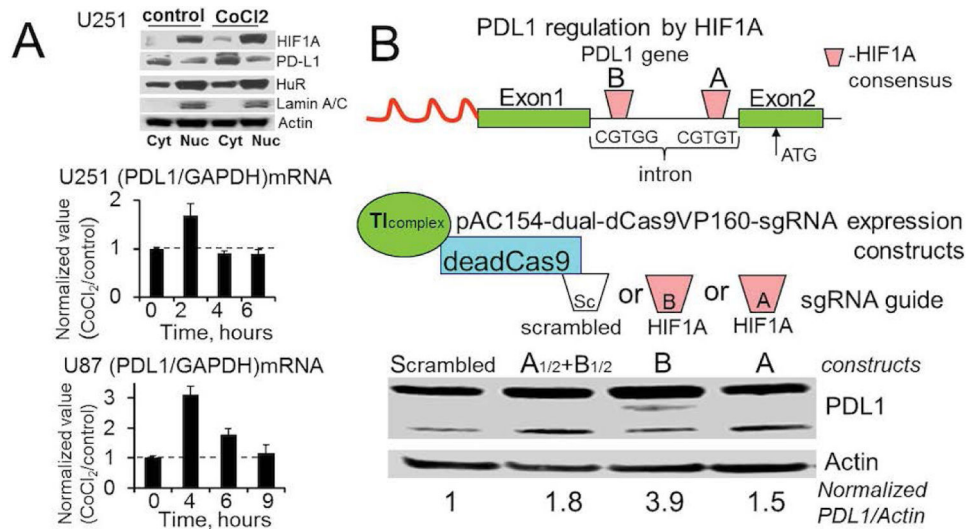 A
U251
control CoCl2
HIF1A
PD-L1
HuR
Lamin A/C
Actin
Cyt Nuc Cyt Nuc
U251 (PDL1/GAPDH)mRNA
Normalized value
(CoCl2/control)
2
1
0
0 2 4 6
Time, hours
U87 (PDL1/GAPDH)mRNA
Normalized value
(CoCl2/control)
3
2
1
0
0 4 6 9
Time, hours
B
PDL1 regulation by HIF1A
PDL1 gene
B A
-HIF1A
consensus
Exon1 Exon2
CGTGG CGTGT
ATG
intron
TIcomplex
pAC154-dual-dCas9VP160-sgRNA expression
constructs
deadCas9
Sc or B or A sgRNA guide
scrambled HIF1A HIF1A
Scrambled A1/2+B1/2 B A constructs
PDL1
Actin
1 1.8 3.9 1.5 Normalized
PDL1/Actin